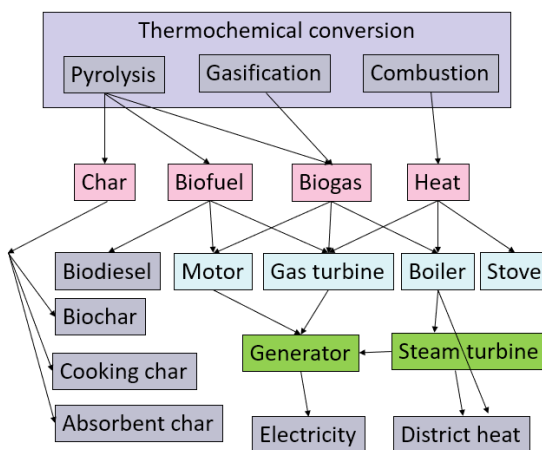 Thermochemical conversion
Pyrolysis
Gasification
Combustion
Char
Biofuel
Biogas
Heat
Biodiesel
Motor
Gas turbine
Boiler
Stove
Biochar
Generator
Steam turbine
Cooking char
Absorbent char
Electricity
District heat